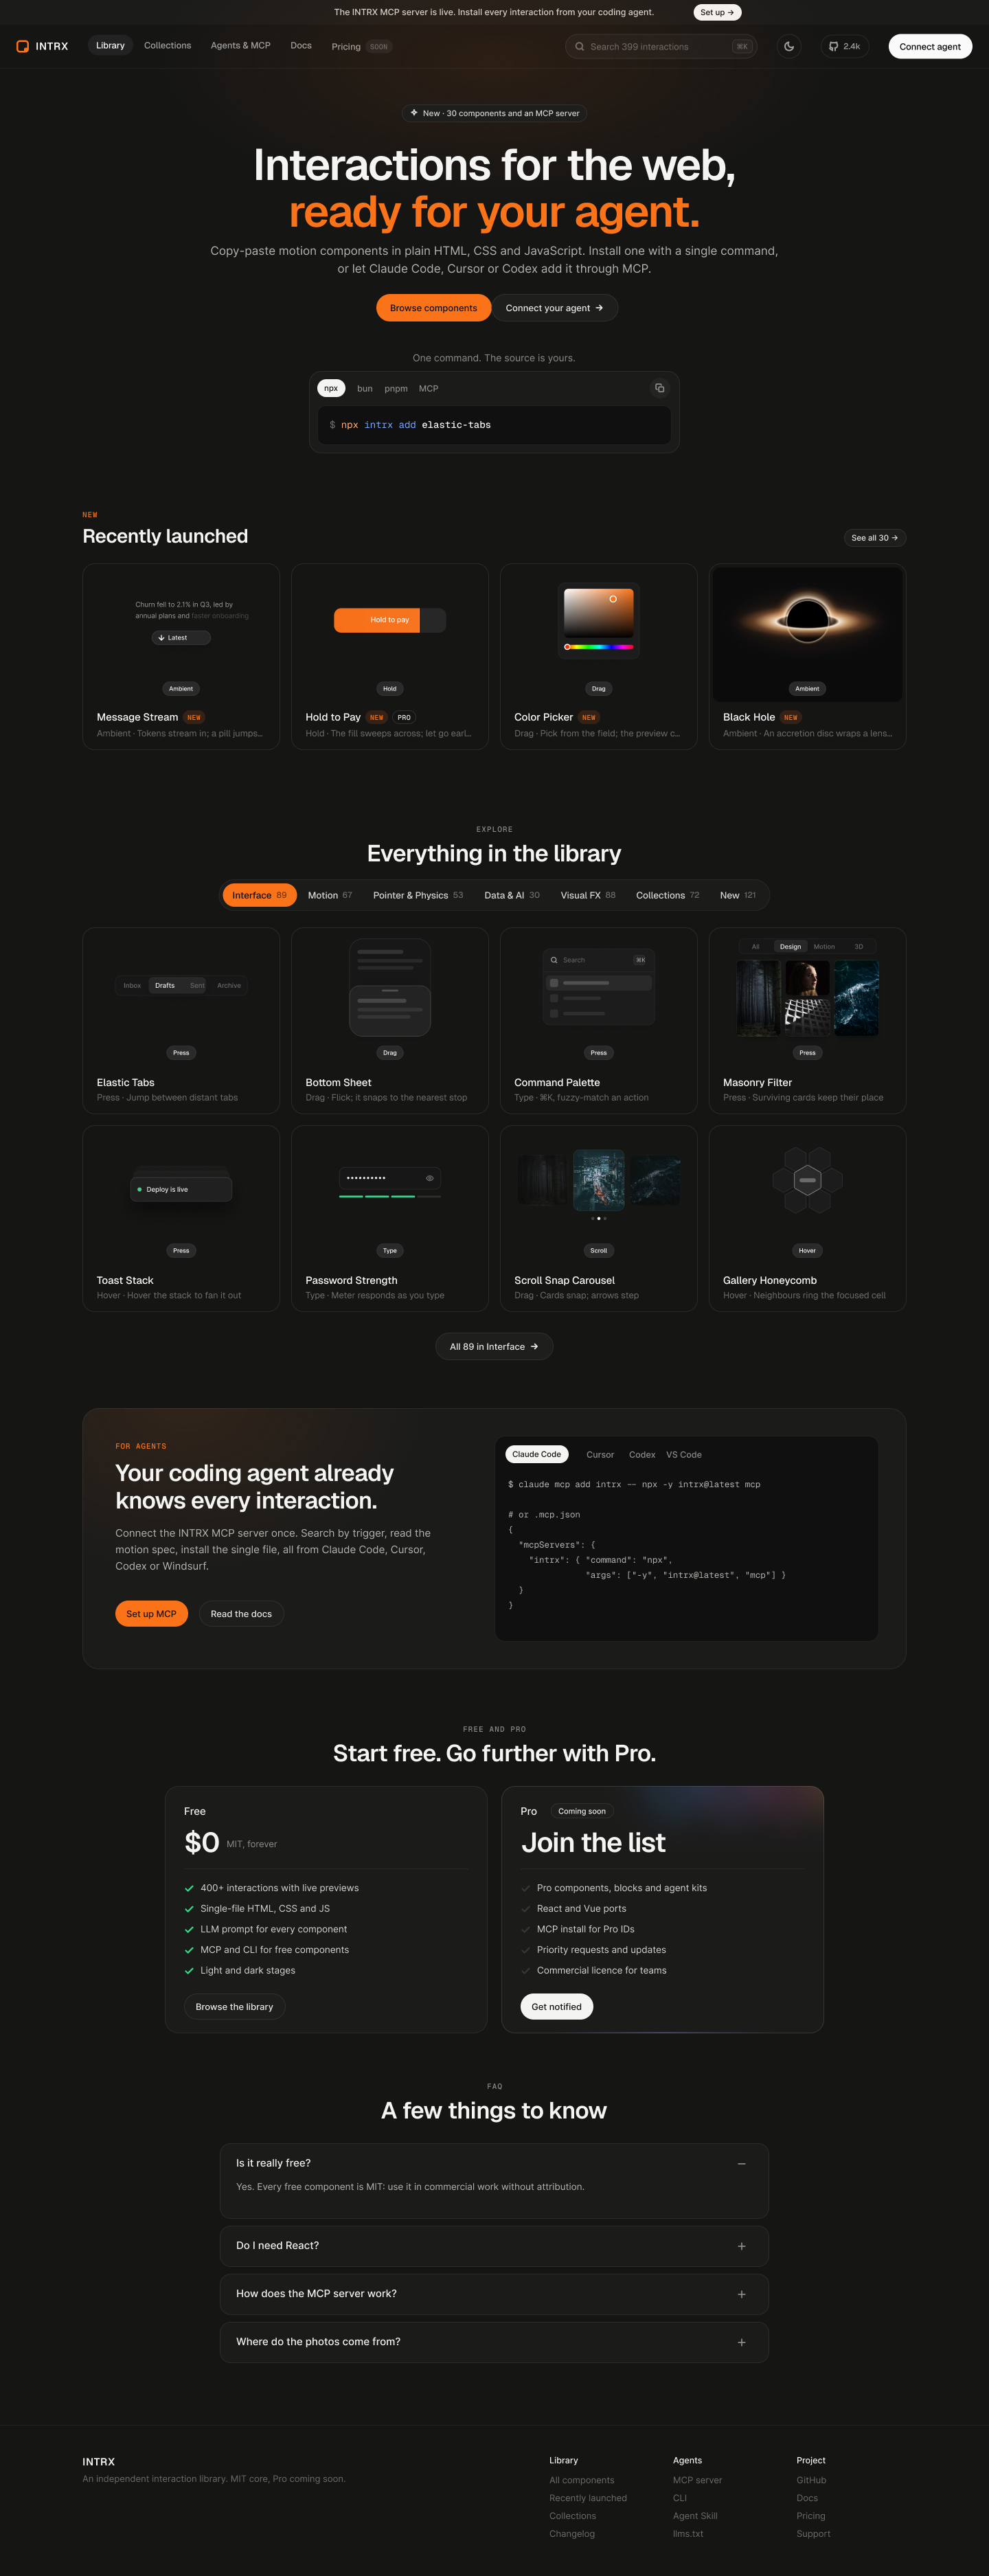 The INTRX MCP server is live. Install every interaction from your coding agent.
Set up →
INTRX
Library
Collections
Agents & MCP
Docs
Pricing SOON
Search 399 interactions
⌘K
2.4k
Connect agent
New · 30 components and an MCP server
Interactions for the web,
ready for your agent.
Copy-paste motion components in plain HTML, CSS and JavaScript. Install one with a single command,
or let Claude Code, Cursor or Codex add it through MCP.
Browse components
Connect your agent →
One command. The source is yours.
npx
bun
pnpm
MCP
$ npx intrx add elastic-tabs
NEW
Recently launched
See all 30 →
Churn fell to 2.1% in Q3, led by
annual plans and faster onboarding
↓ Latest
Ambient
Message Stream NEW
Ambient · Tokens stream in; a pill jumps...
Hold to pay
Hold
Hold to Pay NEW PRO
Hold · The fill sweeps across; let go earl...
Drag
Color Picker NEW
Drag · Pick from the field; the preview c...
Ambient
Black Hole NEW
Ambient · An accretion disc wraps a lens...
EXPLORE
Everything in the library
Interface 89
Motion 67
Pointer & Physics 53
Data & AI 30
Visual FX 88
Collections 72
New 121
Inbox
Drafts
Sent
Archive
Press
Elastic Tabs
Press · Jump between distant tabs
Drag
Bottom Sheet
Drag · Flick; it snaps to the nearest stop
Search
⌘K
Press
Command Palette
Type · ⌘K, fuzzy-match an action
All
Design
Motion
3D
Press
Masonry Filter
Press · Surviving cards keep their place
Deploy is live
Press
Toast Stack
Hover · Hover the stack to fan it out
Type
Password Strength
Type · Meter responds as you type
Scroll
Scroll Snap Carousel
Drag · Cards snap; arrows step
Hover
Gallery Honeycomb
Hover · Neighbours ring the focused cell
All 89 in Interface →
FOR AGENTS
Your coding agent already
knows every interaction.
Connect the INTRX MCP server once. Search by trigger, read the
motion spec, install the single file, all from Claude Code, Cursor,
Codex or Windsurf.
Set up MCP
Read the docs
Claude Code
Cursor
Codex
VS Code
$ claude mcp add intrx -- npx -y intrx@latest mcp
# or .mcp.json
{
"mcpServers": {
"intrx": { "command": "npx",
"args": ["-y", "intrx@latest", "mcp"] }
}
}
FREE AND PRO
Start free. Go further with Pro.
Free
$0 MIT, forever
400+ interactions with live previews
Single-file HTML, CSS and JS
LLM prompt for every component
MCP and CLI for free components
Light and dark stages
Browse the library
Pro
Coming soon
Join the list
Pro components, blocks and agent kits
React and Vue ports
MCP install for Pro IDs
Priority requests and updates
Commercial licence for teams
Get notified
FAQ
A few things to know
Is it really free?
Yes. Every free component is MIT: use it in commercial work without attribution.
Do I need React?
How does the MCP server work?
Where do the photos come from?
INTRX
An independent interaction library. MIT core, Pro coming soon.
Library
All components
Recently launched
Collections
Changelog
Agents
MCP server
CLI
Agent Skill
llms.txt
Project
GitHub
Docs
Pricing
Support